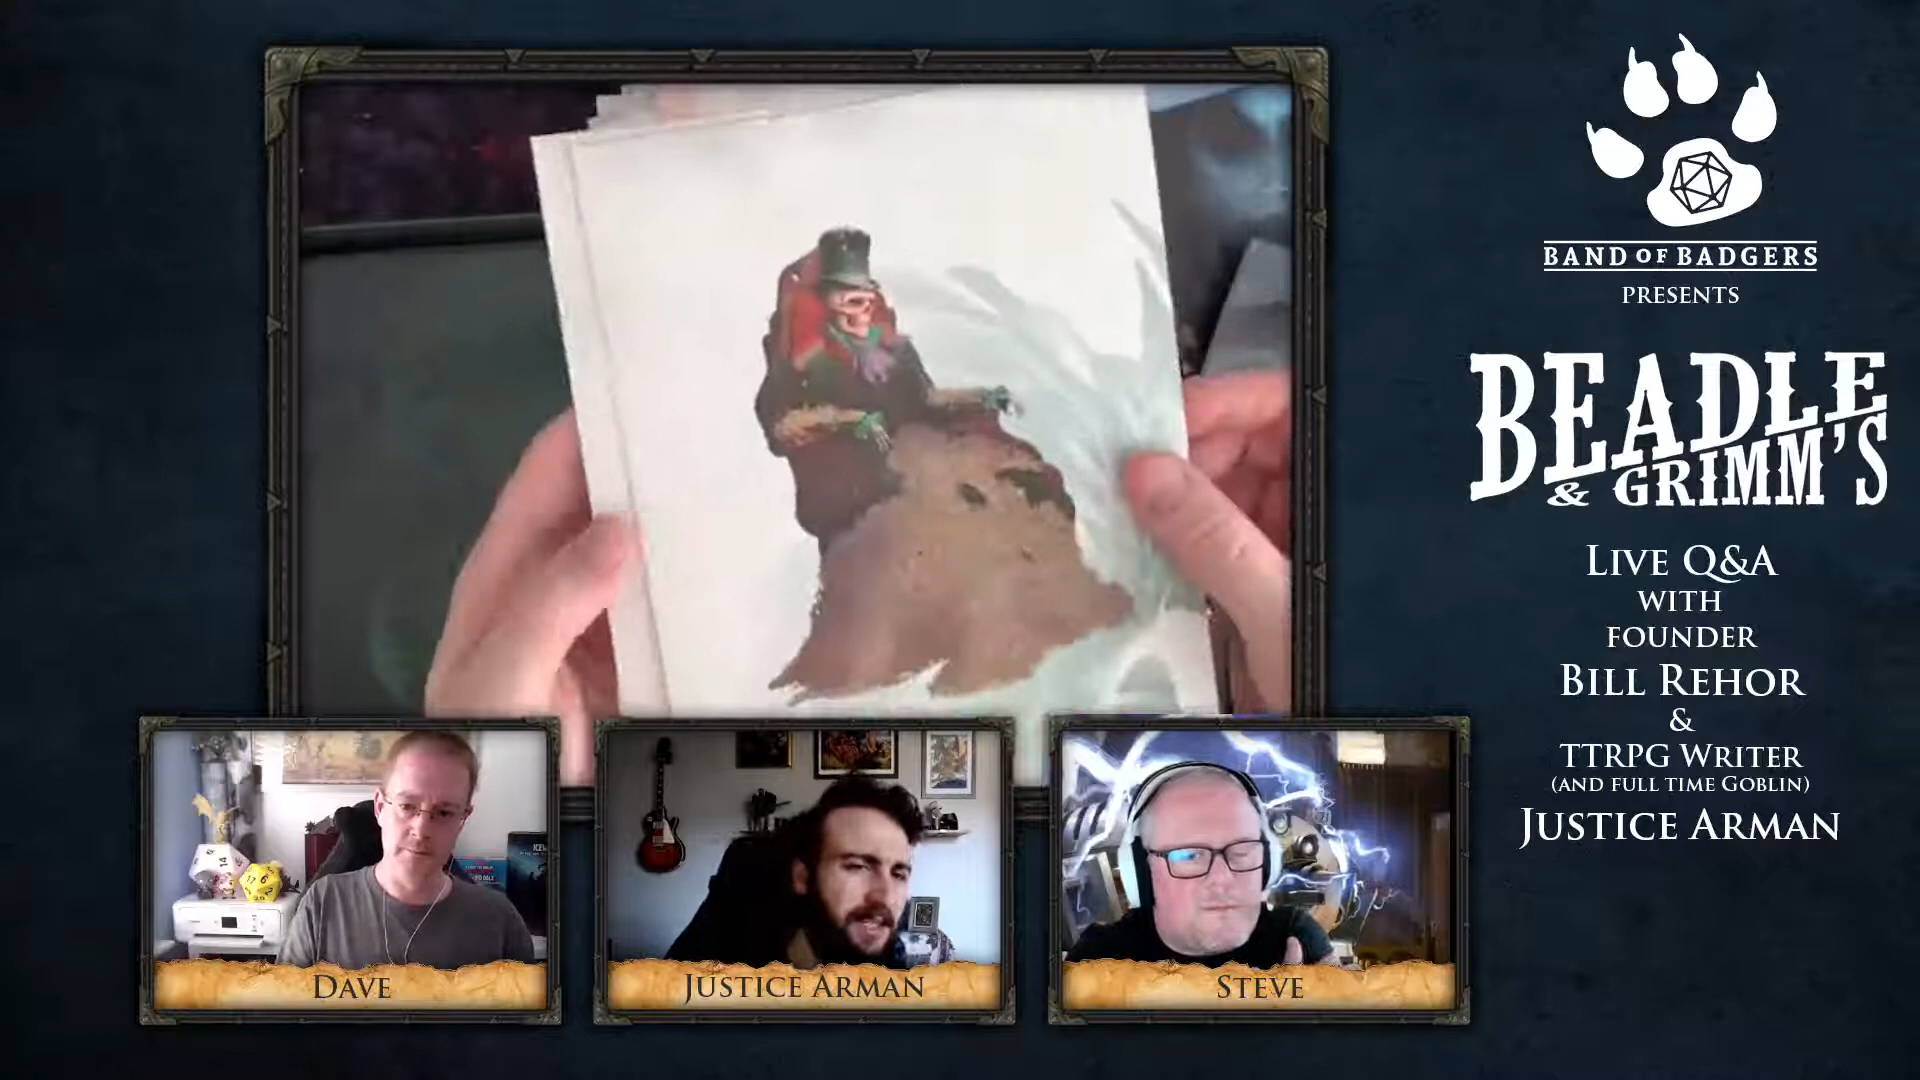 BAND OF BADGERS
PRESENTS
BEADLE
& GRIMM'S
LIVE Q&A
WITH
FOUNDER
BILL REHOR
&
TTRPG WRITER
(AND FULL TIME GOBLIN)
JUSTICE ARMAN
DAVE
JUSTICE ARMAN
STEVE